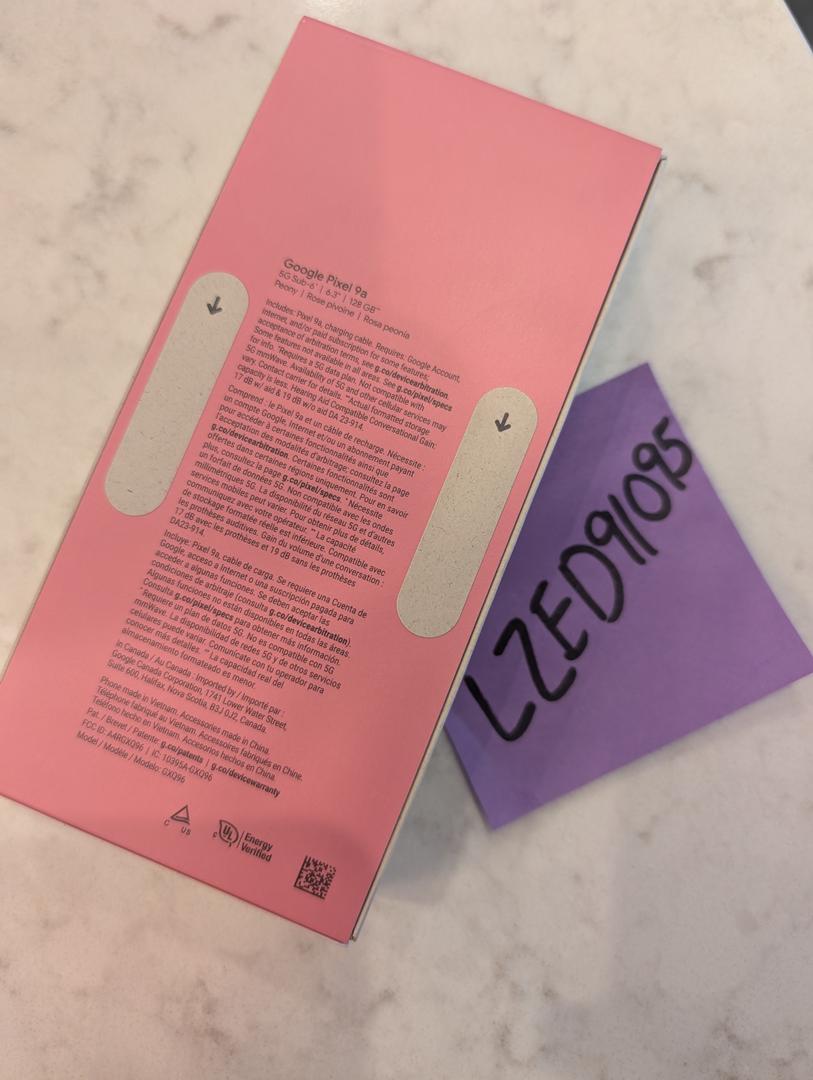 Google Pixel 9a
5G Sub-6* | 6.3" | 128 GB**
Peony | Rose pivoine | Rosa peonía
Includes: Pixel 9a, charging cable. Requires: Google Account,
internet, and/or paid subscription for some features;
acceptance of arbitration terms, see g.co/devicearbitration.
Some features not available in all areas. See g.co/pixel/specs
for info. *Requires a 5G data plan. Not compatible with
5G mmWave. Availability of 5G and other cellular services may
vary. Contact carrier for details. **Actual formatted storage
capacity is less. Hearing Aid Compatible Conversational Gain:
17 dB w/ aid & 19 dB w/o aid DA 23-914.
Comprend : le Pixel 9a et un câble de recharge. Nécessite :
un compte Google, Internet et/ou un abonnement payant
pour accéder à certaines fonctionnalités ainsi que
l'acceptation des modalités d'arbitrage; consultez la page
g.co/devicearbitration. Certaines fonctionnalités sont
offertes dans certaines régions uniquement. Pour en savoir
plus, consultez la page g.co/pixel/specs * Nécessite
un forfait de données 5G. Non compatible avec les ondes
millimétriques 5G. La disponibilité du réseau 5G et d'autres
services mobiles peut varier. Pour obtenir plus de détails,
communiquez avec votre opérateur. ** La capacité
de stockage formatée réelle est inférieure. Compatible avec
les prothèses auditives. Gain du volume d'une conversation :
17 dB avec les prothèses et 19 dB sans les prothèses
DA23-914.
Incluye: Pixel 9a, cable de carga. Se requiere una Cuenta de
Google, acceso a Internet o una suscripción pagada para
acceder a algunas funciones. Se deben aceptar las
condiciones de arbitraje (consulta g.co/devicearbitration).
Algunas funciones no están disponibles en todas las áreas.
Consulta g.co/pixel/specs para obtener más información.
*Requiere un plan de datos 5G. No es compatible con 5G
mmWave. La disponibilidad de redes 5G y de otros servicios
celulares puede variar. Comunícate con tu operador para
conocer más detalles. ** La capacidad real del
almacenamiento formateado es menor.
In Canada / Au Canada : Imported by / Importé par :
Google Canada Corporation, 1741 Lower Water Street,
Suite 600, Halifax, Nova Scotia, B3J 0J2, Canada.
Phone made in Vietnam. Accessories made in China.
Téléphone fabriqué au Vietnam. Accessoires fabriqués en Chine.
Teléfono hecho en Vietnam. Accesorios hechos en China.
Pat. / Brevet / Patente: g.co/patents | g.co/devicewarranty
FCC ID: A4RGXQ96 | IC: 10395A-GXQ96
Model / Modèle / Modelo: GXQ96
C US
UL Energy
Verified
LZED911095